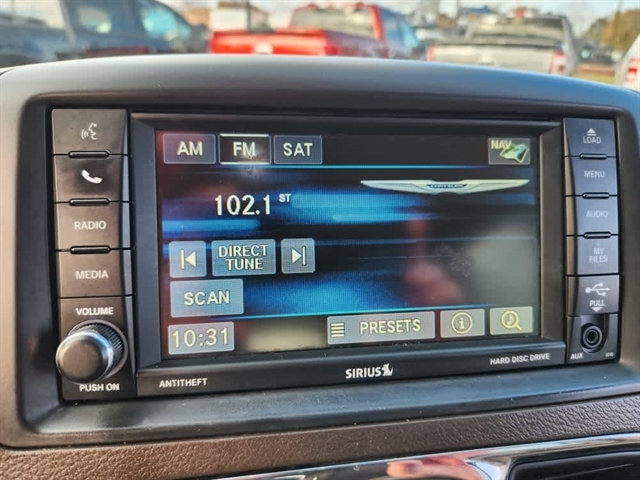 AM FM SAT NAV
102.1 ST
CHRYSLER
DIRECT
TUNE
SCAN
10:31 PRESETS
RADIO
MEDIA
VOLUME
PUSH ON
ANTITHEFT
SIRIUS
HARD DISC DRIVE
LOAD
MENU
AUDIO
MY
FILES
PULL
AUX